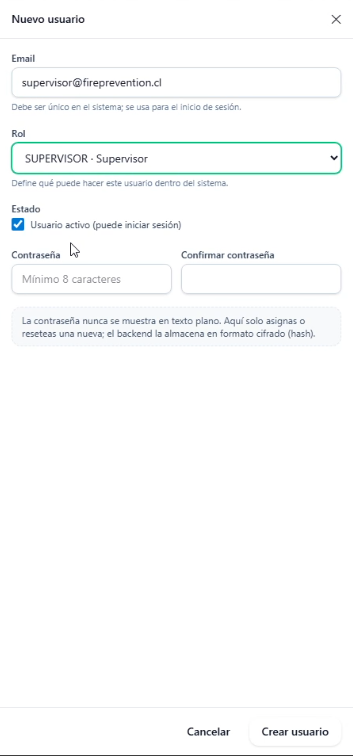 Nuevo usuario
Email
supervisor@fireprevention.cl
Debe ser único en el sistema; se usa para el inicio de sesión.
Rol
SUPERVISOR · Supervisor
Define qué puede hacer este usuario dentro del sistema.
Estado
Usuario activo (puede iniciar sesión)
Contraseña
Confirmar contraseña
Mínimo 8 caracteres
La contraseña nunca se muestra en texto plano. Aquí solo asignas o
reseteas una nueva; el backend la almacena en formato cifrado (hash).
Cancelar
Crear usuario